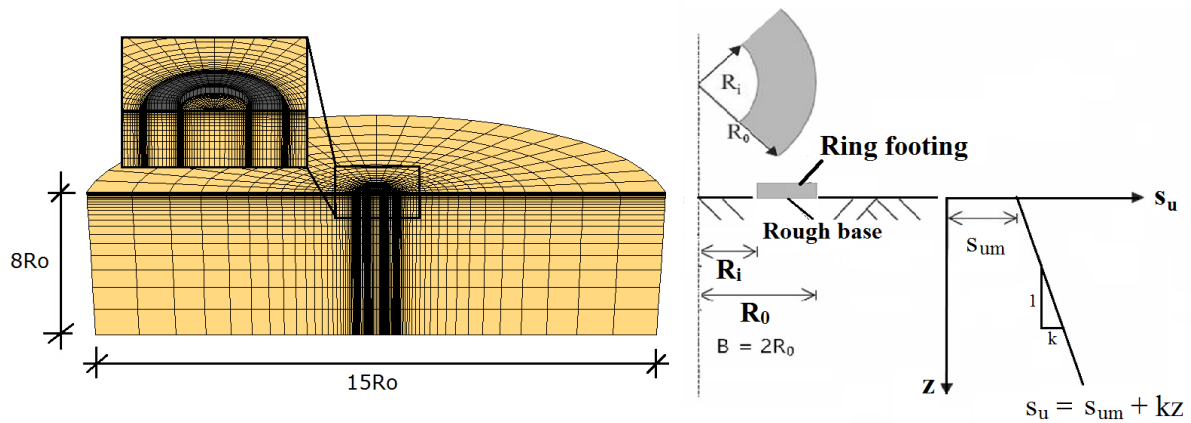 8Ro
15Ro
Rᵢ
R₀
Ring footing
Rough base
Rᵢ
R₀
B = 2R₀
sᵤ
sᵤₘ
1
k
z
sᵤ = sᵤₘ + kz